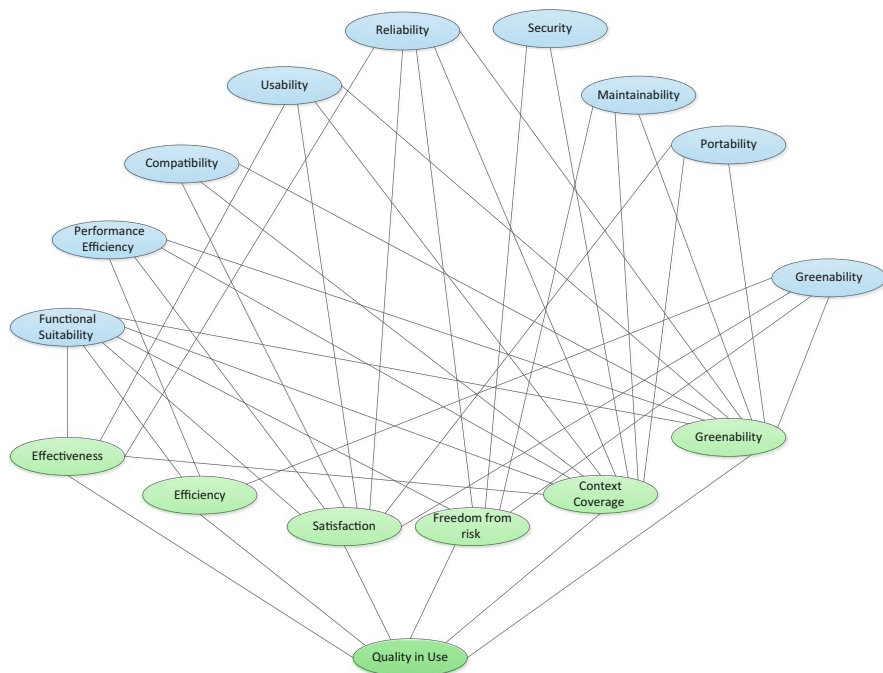 Reliability
Security
Usability
Maintainability
Portability
Compatibility
Performance
Efficiency
Greenability
Functional
Suitability
Greenability
Effectiveness
Efficiency
Context
Coverage
Satisfaction
Freedom from
risk
Quality in Use